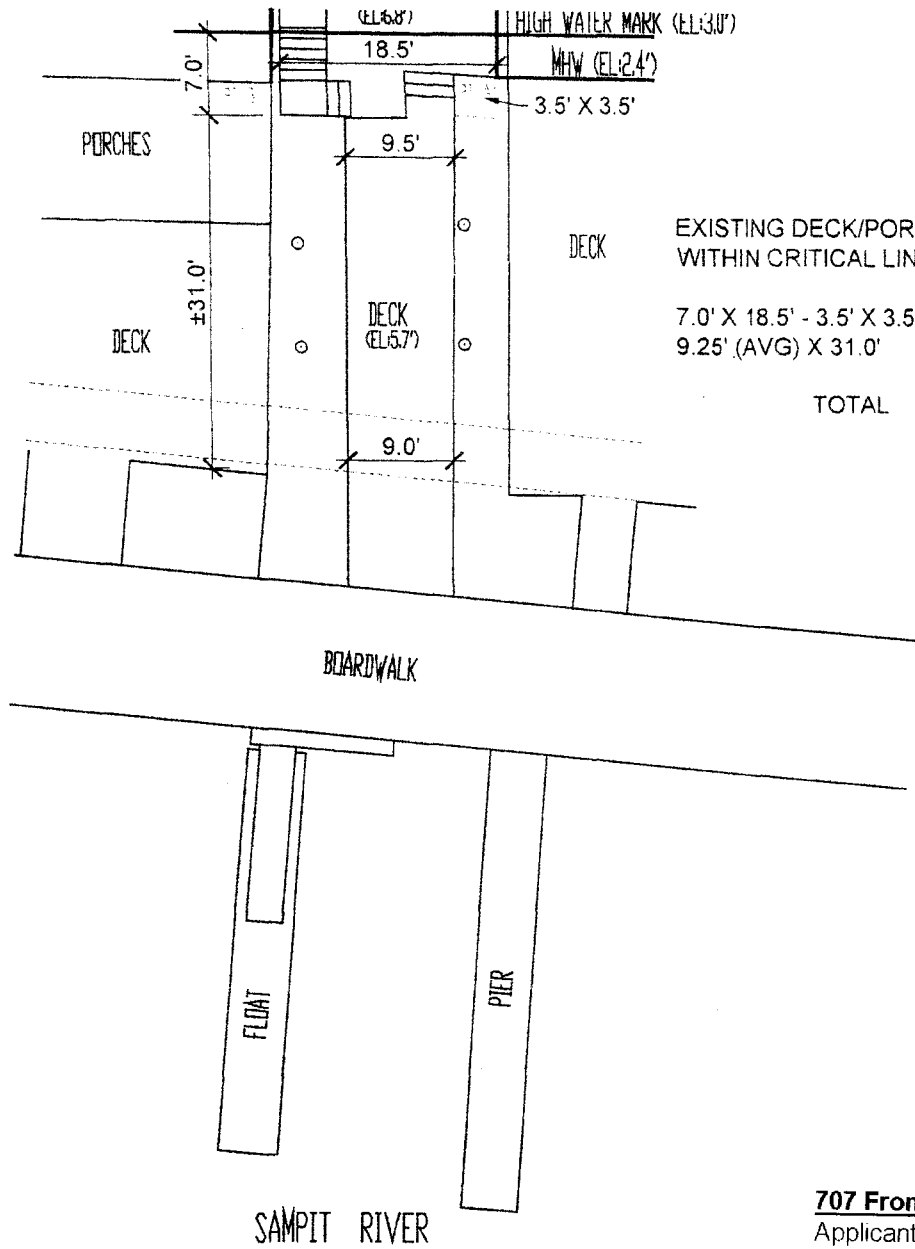 (EL:6.8')
HIGH WATER MARK (EL:3.0')
18.5'
MHW (EL:2.4')
7.0'
3.5' X 3.5'
PORCHES
9.5'
EXISTING DECK/POR
WITHIN CRITICAL LIN
DECK
±31.0'
7.0' X 18.5' - 3.5' X 3.5
9.25' (AVG) X 31.0'
DECK
DECK
(EL:5.7')
TOTAL
9.0'
BOARDWALK
FLOAT
PIER
SAMPIT RIVER
707 Fron
Applicant